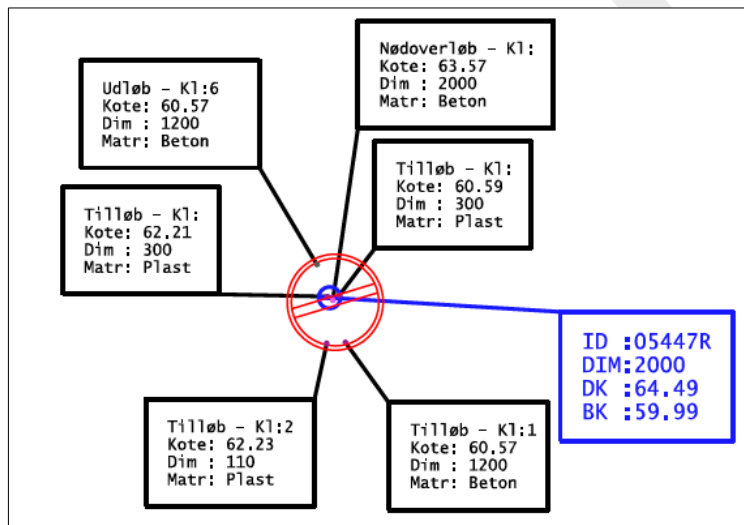 Nødoverløb – Kl:
Kote: 63.57
Dim : 2000
Matr: Beton
Udløb – Kl:6
Kote: 60.57
Dim : 1200
Matr: Beton
Tilløb – Kl:
Kote: 60.59
Dim : 300
Matr: Plast
Tilløb – Kl:
Kote: 62.21
Dim : 300
Matr: Plast
ID :O5447R
DIM:2000
DK :64.49
BK :59.99
Tilløb – Kl:2
Kote: 62.23
Dim : 110
Matr: Plast
Tilløb – Kl:1
Kote: 60.57
Dim : 1200
Matr: Beton